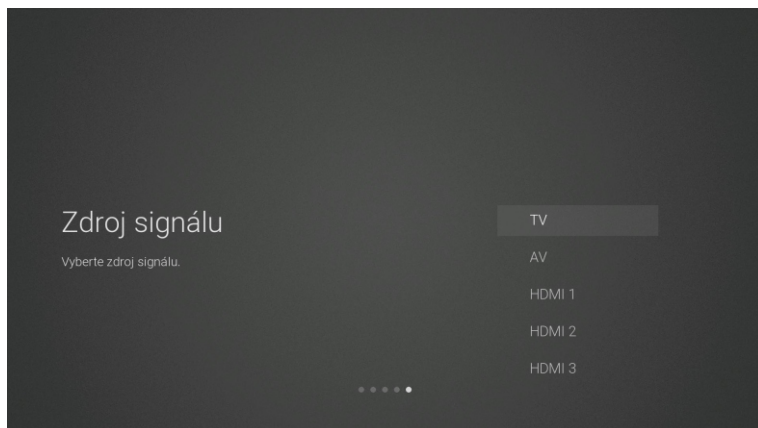 Zdroj signálu
Vyberte zdroj signálu.
TV
AV
HDMI 1
HDMI 2
HDMI 3